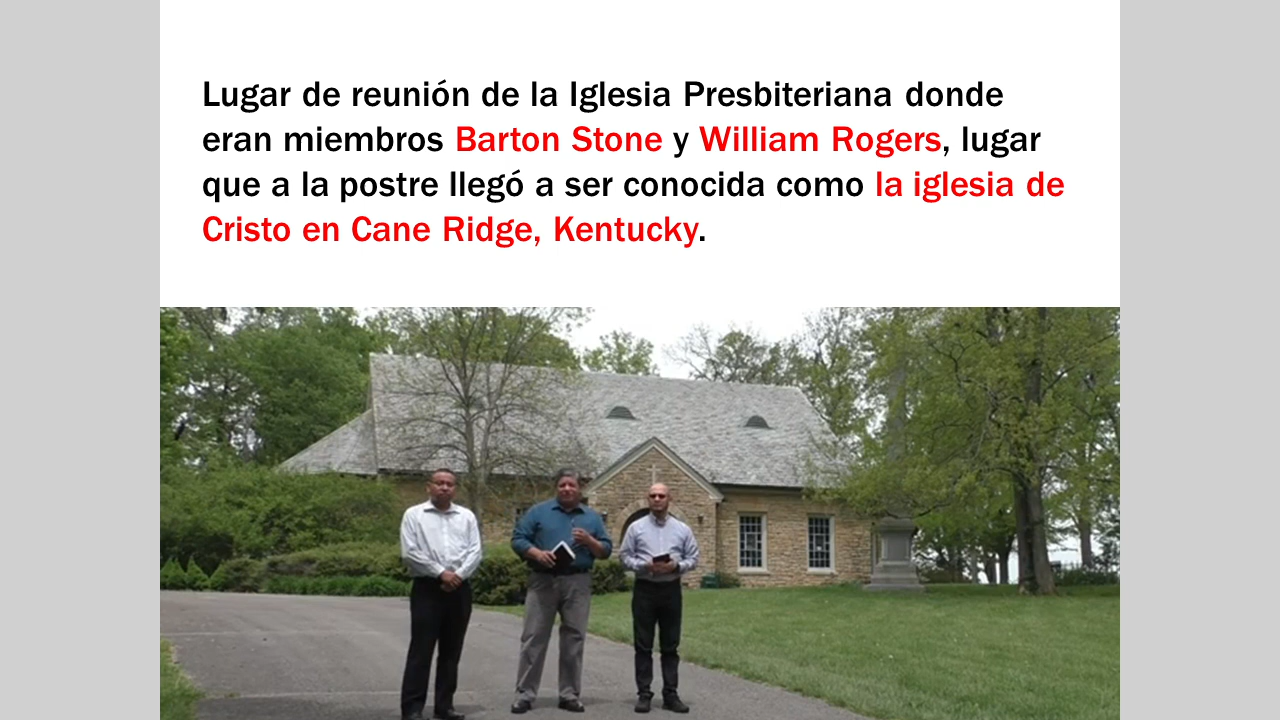 Lugar de reunión de la Iglesia Presbiteriana donde
eran miembros Barton Stone y William Rogers, lugar
que a la postre llegó a ser conocida como la iglesia de
Cristo en Cane Ridge, Kentucky.